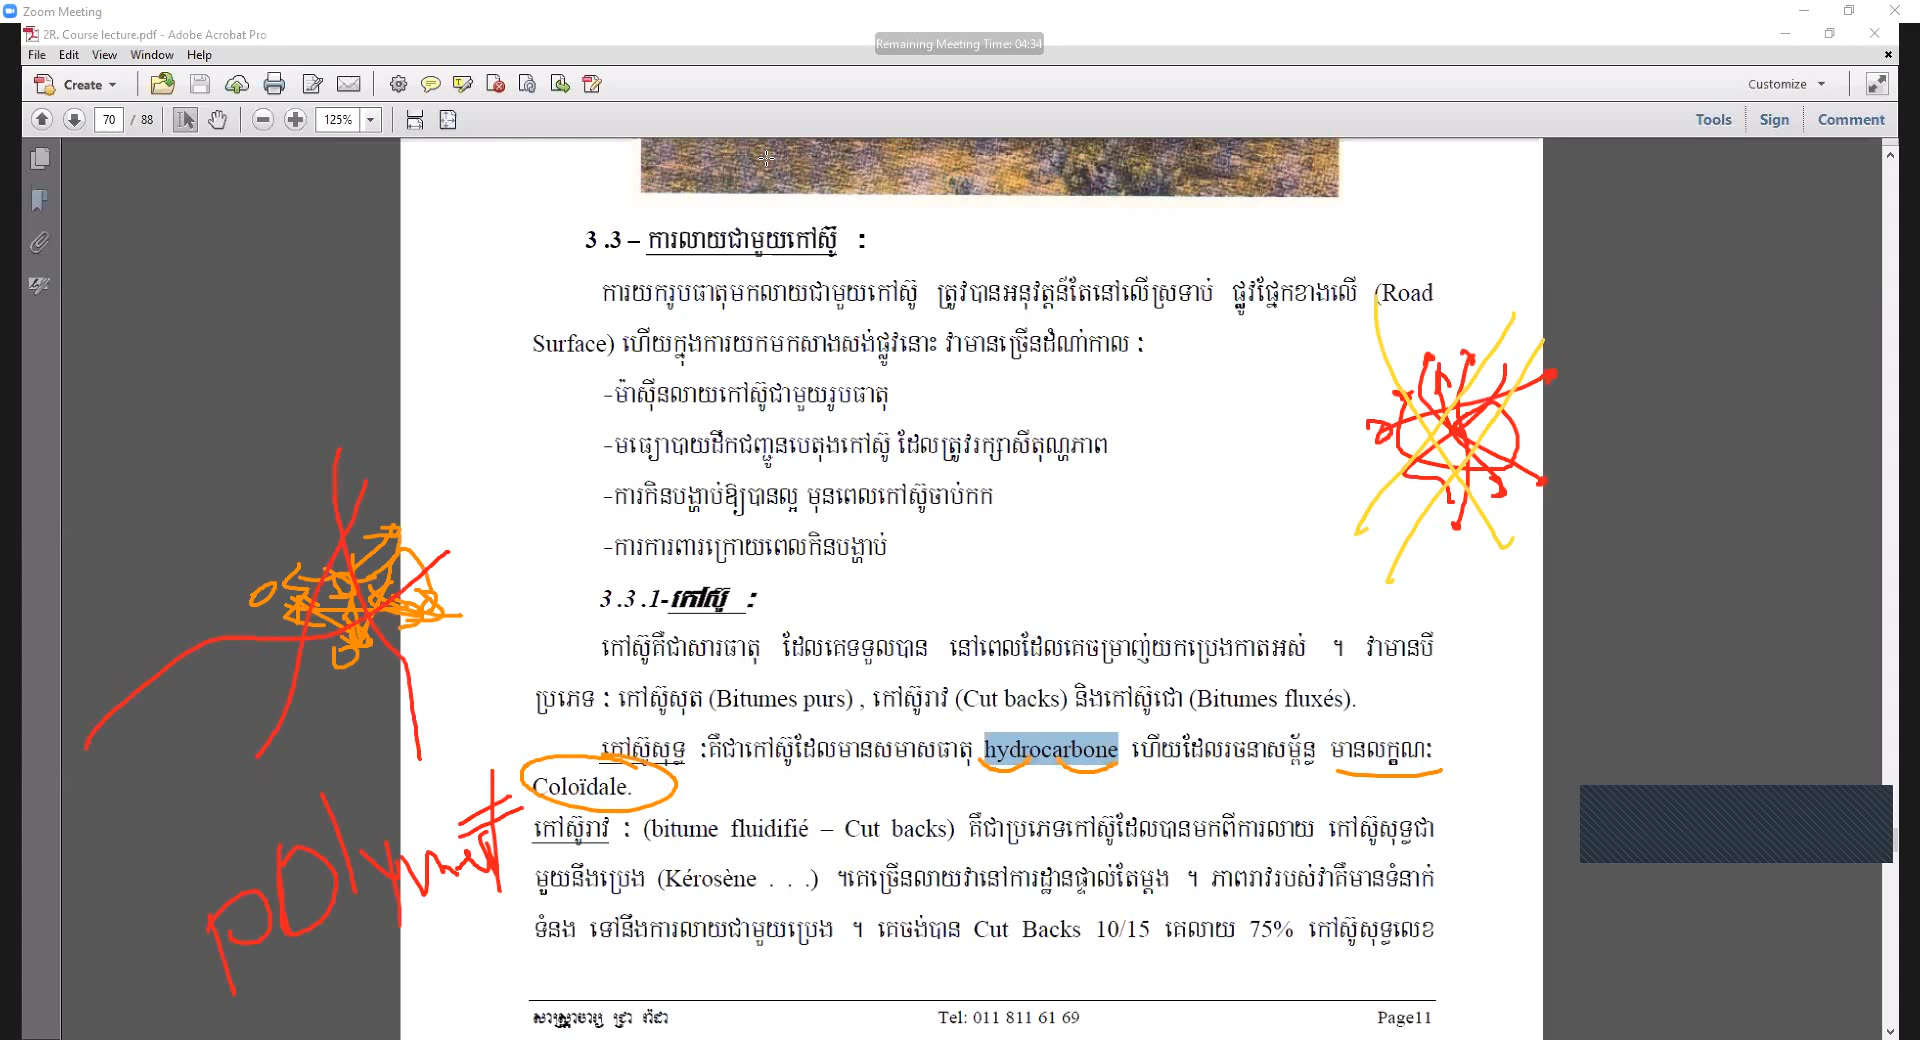 Zoom Meeting
2R. Course lecture.pdf - Adobe Acrobat Pro
Remaining Meeting Time: 04:34
File Edit View Window Help
Create
Customize
70 / 88
125%
Tools Sign Comment
3 .3 – ការលាយជាមួយកៅស៊ូ :
ការយករូបធាតុមកលាយជាមួយកៅស៊ូ ត្រូវបានអនុវត្តន៍តែនៅលើស្រទាប់ ផ្លូវផ្នែកខាងលើ (Road
Surface) ហើយក្នុងការយកមកសាងសង់ផ្លូវនោះ វាមានច្រើនដំណាក់កាល :
-ម៉ាស៊ីនលាយកៅស៊ូជាមួយរូបធាតុ
-មធ្យោបាយដឹកជញ្ជូនបេតុងកៅស៊ូ ដែលត្រូវរក្សាសីតុណ្ហភាព
-ការកិនបង្ហាប់ឱ្យបានល្អ មុនពេលកៅស៊ូចាប់កក
-ការការពារក្រោយពេលកិនបង្ហាប់
3 .3 .1-កៅស៊ូ :
កៅស៊ូគឺជាសារធាតុ ដែលគេទទួលបាន នៅពេលដែលគេចម្រាញ់យកប្រេងកាតអស់ ។ វាមានបី
ប្រភេទ : កៅស៊ូសុត (Bitumes purs) , កៅស៊ូរាវ (Cut backs) និងកៅស៊ូជោ (Bitumes fluxés).
កៅស៊ូសុទ្ធ :គឺជាកៅស៊ូដែលមានសមាសធាតុ hydrocarbone ហើយដែលរចនាសម្ព័ន្ធ មានលក្ខណះ
Coloïdale.
កៅស៊ូរាវ : (bitume fluidifié – Cut backs) គឺជាប្រភេទកៅស៊ូដែលបានមកពីការលាយ កៅស៊ូសុទ្ធជា
មួយនឹងប្រេង (Kérosène . . .) ។គេច្រើនលាយវានៅការដ្ឋានផ្ទាល់តែម្តង ។ ភាពរាវរបស់វាគឺមានទំនាក់
ទំនង ទៅនឹងការលាយជាមួយប្រេង ។ គេចង់បាន Cut Backs 10/15 គេលាយ 75% កៅស៊ូសុទ្ធលេខ
សាស្ត្រាចារ្យ ជ្រា រ៉ាដា Tel: 011 811 61 69 Page11